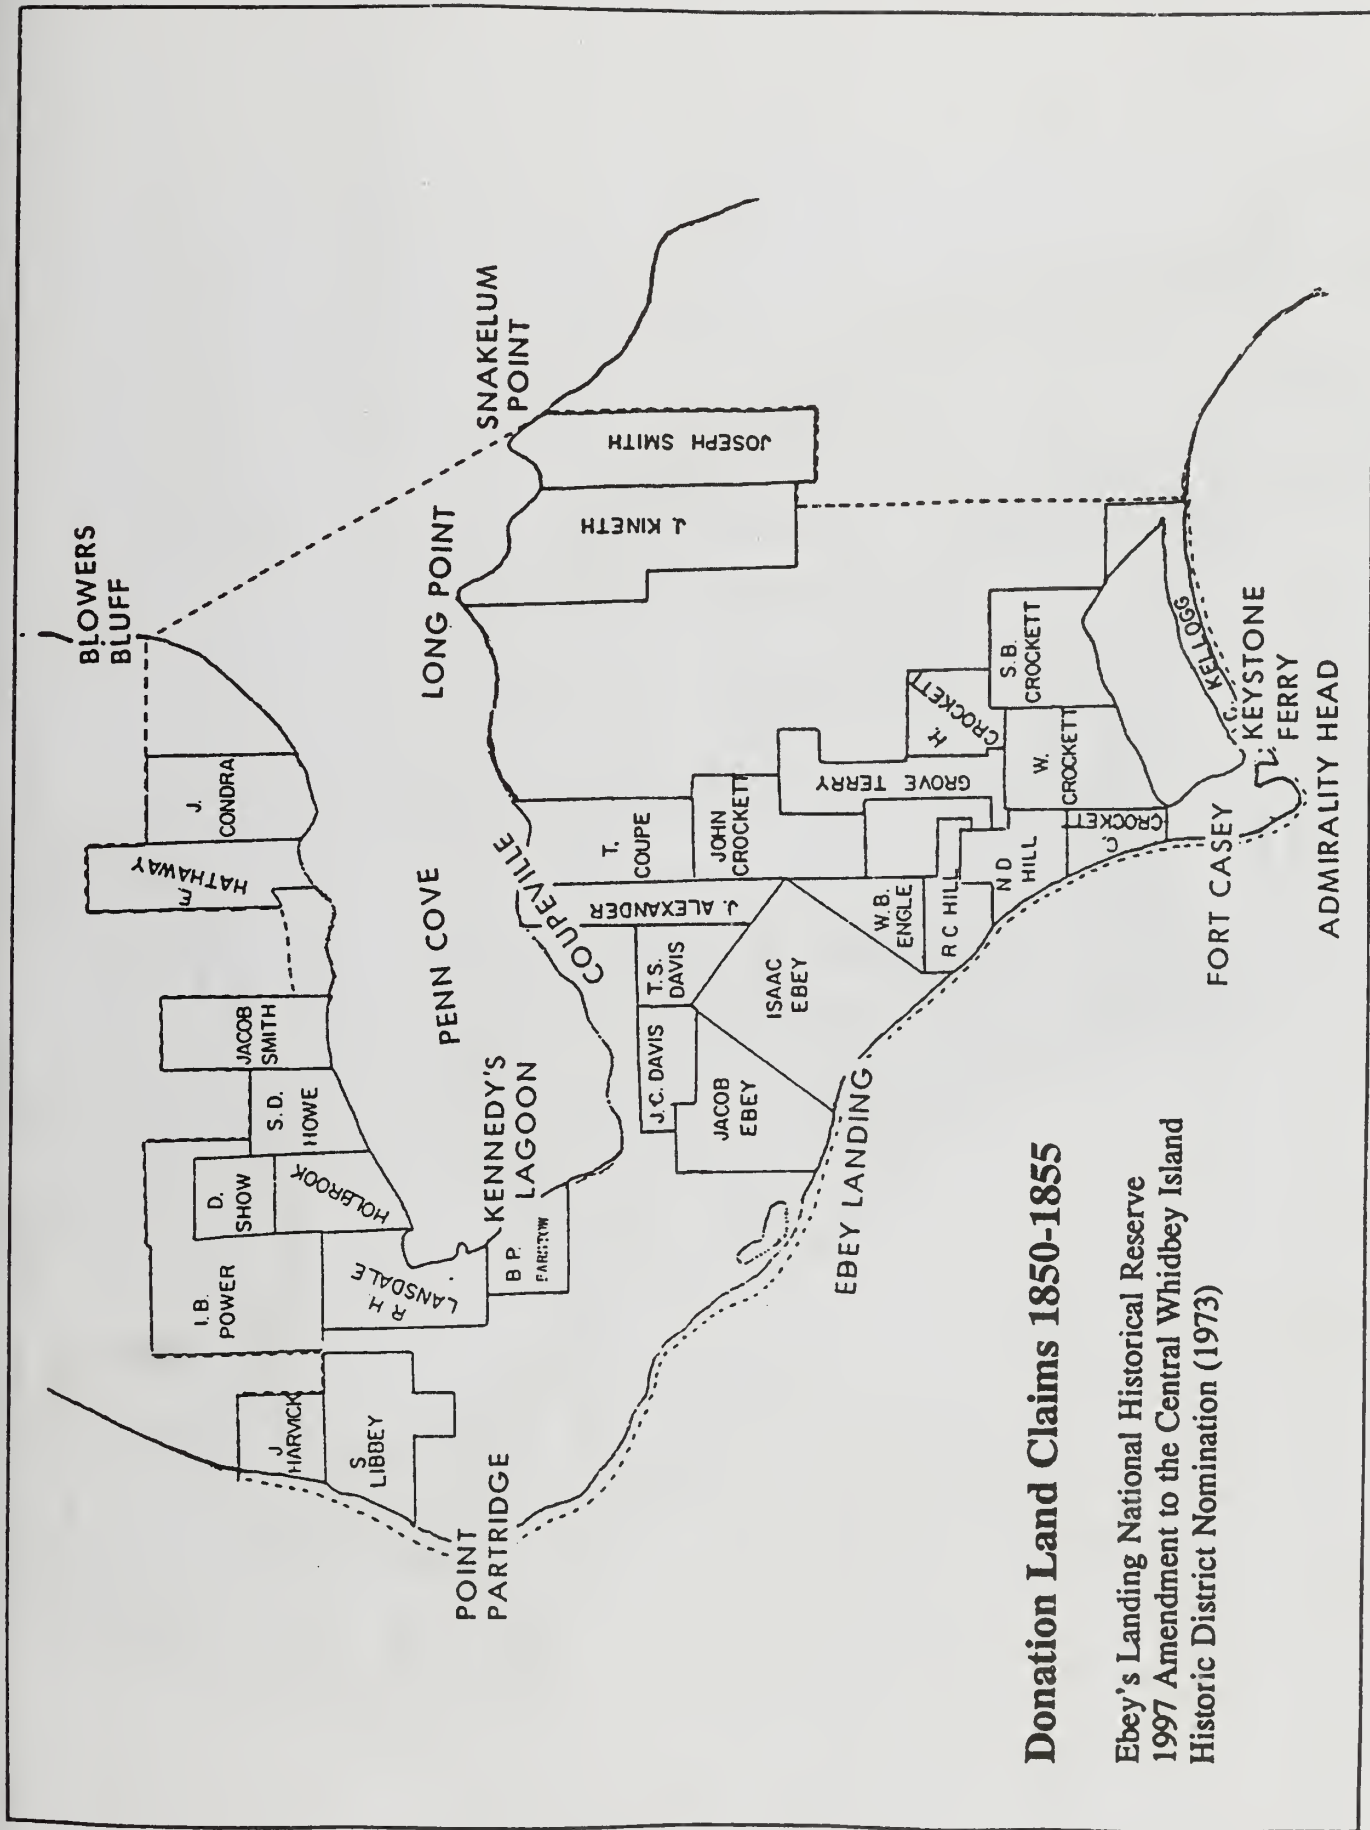 BLOWERS
BLUFF
SNAKELUM
POINT
LONG POINT
PENN COVE
COUPEVILLE
KENNEDY'S
LAGOON
POINT
PARTRIDGE
EBEY LANDING
FORT CASEY
KEYSTONE
FERRY
ADMIRALITY HEAD
J.
CONDRA
E.
HATHAWAY
JACOB
SMITH
S. D.
HOWE
D.
SHOW
HOLBROOK
I.B.
POWER
R H.
LANSDALE
B P.
J
HARVICK
S
LIBBEY
JOSEPH SMITH
J. KINETH
T.
COUPE
JOHN
CROCKETT
J. ALEXANDER
T.S.
DAVIS
J.C. DAVIS
JACOB
EBEY
ISAAC
EBEY
W.B.
ENGLE
R C HILL
N D
HILL
GROVE TERRY
H.
CROCKETT
S.B.
CROCKETT
W.
CROCKETT
C.
CROCKETT
C. KELLOGG
Donation Land Claims 1850-1855
Ebey's Landing National Historical Reserve
1997 Amendment to the Central Whidbey Island
Historic District Nomination (1973)